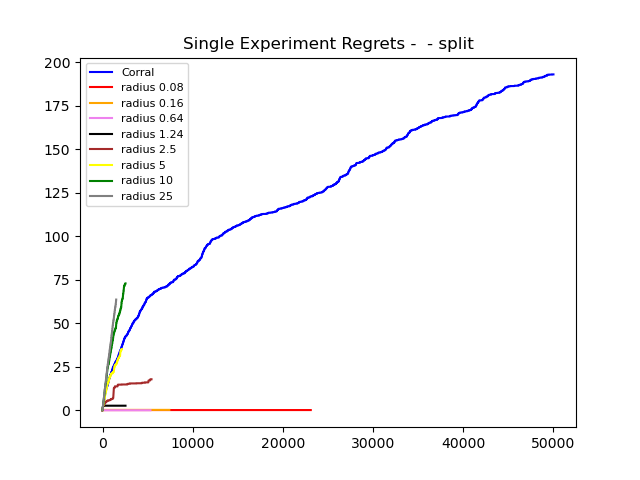 Single Experiment Regrets -  - split
200
175
150
125
100
75
50
25
0
Corral
radius 0.08
radius 0.16
radius 0.64
radius 1.24
radius 2.5
radius 5
radius 10
radius 25
0 10000 20000 30000 40000 50000